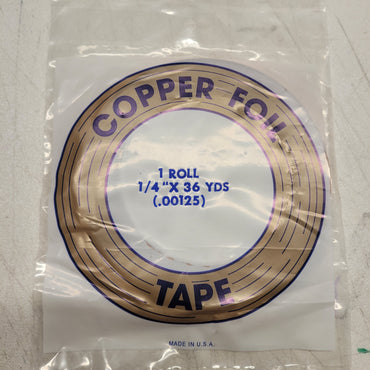 COPPER FOIL
1 ROLL
1/4" X 36 YDS
(.00125)
TAPE
MADE IN U.S.A.